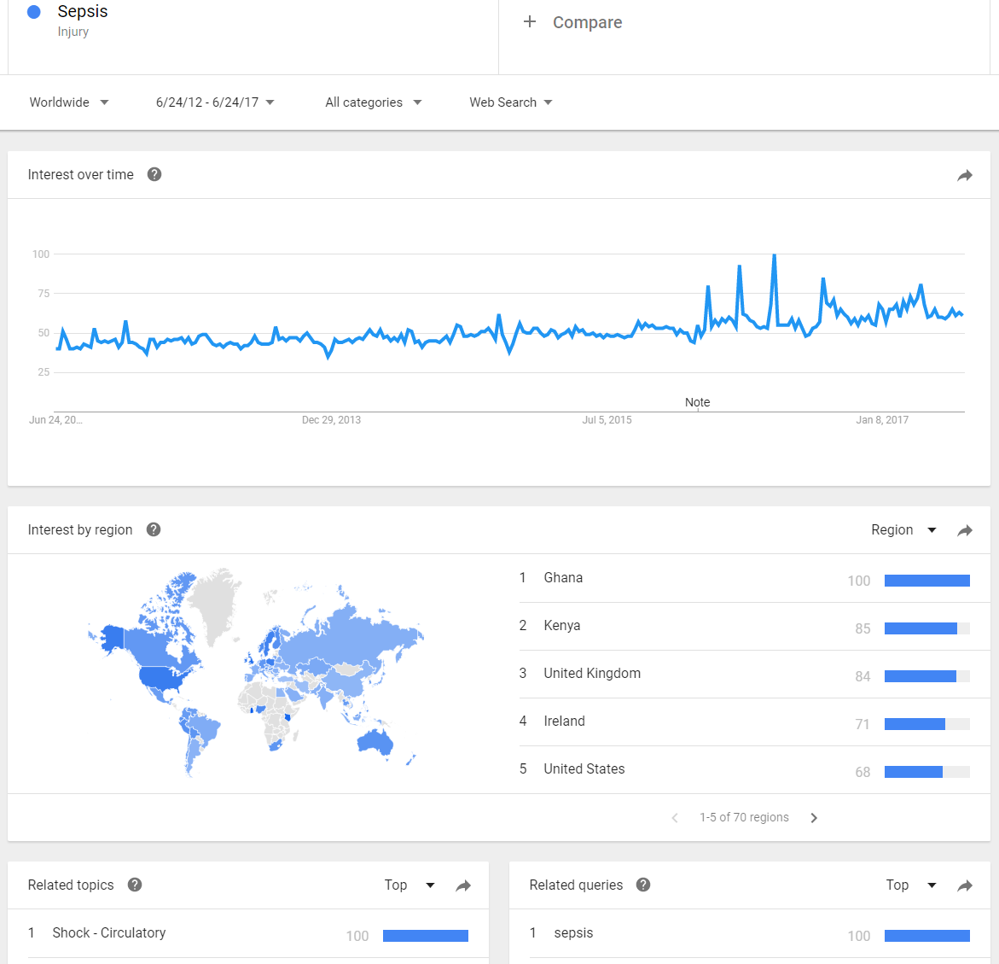 Sepsis
Injury
+ Compare
Worldwide 6/24/12 - 6/24/17 All categories Web Search
Interest over time ?
100
75
50
25
Note
Jun 24, 20... Dec 29, 2013 Jul 5, 2015 Jan 8, 2017
Interest by region ? Region
1 Ghana 100
2 Kenya 85
3 United Kingdom 84
4 Ireland 71
5 United States 68
1-5 of 70 regions
Related topics ? Top
1 Shock - Circulatory 100
Related queries ? Top
1 sepsis 100